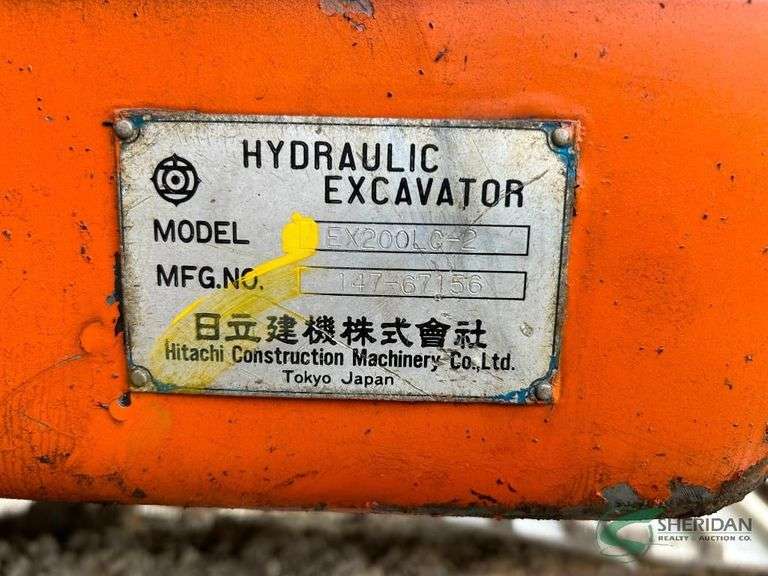 HYDRAULIC
EXCAVATOR
MODEL EX200LC-2
MFG.NO. 147-67156
日立建機株式會社
Hitachi Construction Machinery Co.,Ltd.
Tokyo Japan
SHERIDAN
REALTY & AUCTION CO.